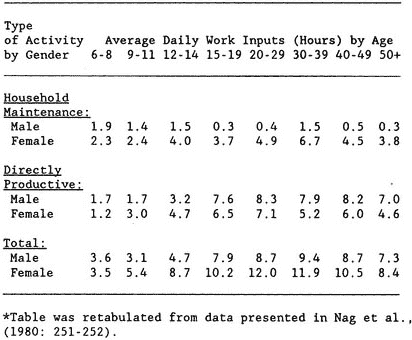 Type
of Activity Average Daily Work Inputs (Hours) by Age
by Gender 6-8 9-11 12-14 15-19 20-29 30-39 40-49 50+
Household
Maintenance:
Male 1.9 1.4 1.5 0.3 0.4 1.5 0.5 0.3
Female 2.3 2.4 4.0 3.7 4.9 6.7 4.5 3.8
Directly
Productive:
Male 1.7 1.7 3.2 7.6 8.3 7.9 8.2 7.0
Female 1.2 3.0 4.7 6.5 7.1 5.2 6.0 4.6
Total:
Male 3.6 3.1 4.7 7.9 8.7 9.4 8.7 7.3
Female 3.5 5.4 8.7 10.2 12.0 11.9 10.5 8.4
*Table was retabulated from data presented in Nag et al.,
(1980: 251-252).